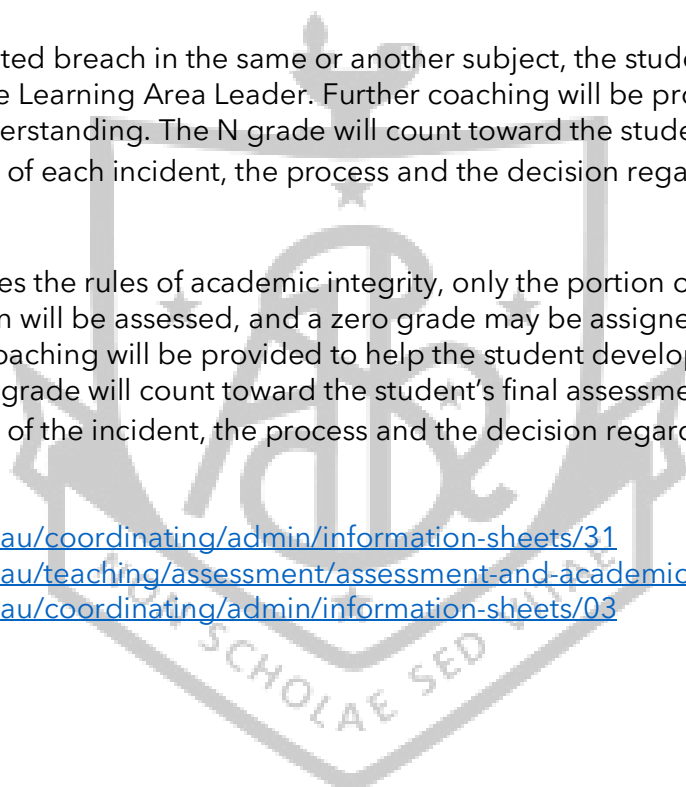 ted breach in the same or another subject, the stude
e Learning Area Leader. Further coaching will be pro
erstanding. The N grade will count toward the stude
of each incident, the process and the decision rega
es the rules of academic integrity, only the portion o
n will be assessed, and a zero grade may be assigne
oaching will be provided to help the student develop
grade will count toward the student's final assessme
of the incident, the process and the decision regard
au/coordinating/admin/information-sheets/31
au/teaching/assessment/assessment-and-academic
au/coordinating/admin/information-sheets/03
NON SCHOLAE SED VITAE